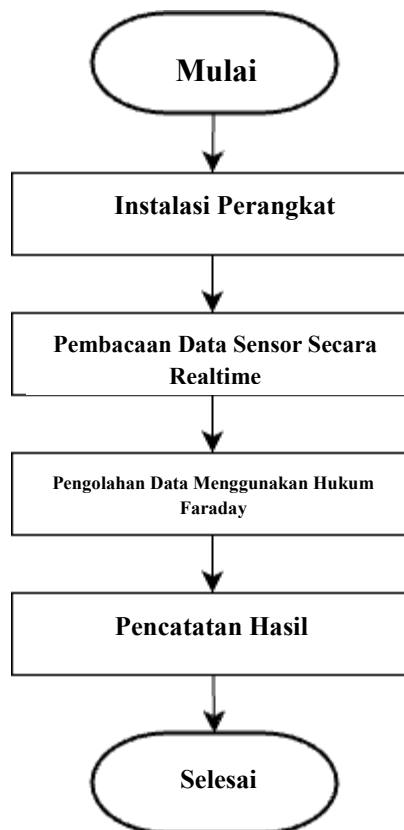 Mulai
Instalasi Perangkat
Pembacaan Data Sensor Secara
Realtime
Pengolahan Data Menggunakan Hukum
Faraday
Pencatatan Hasil
Selesai